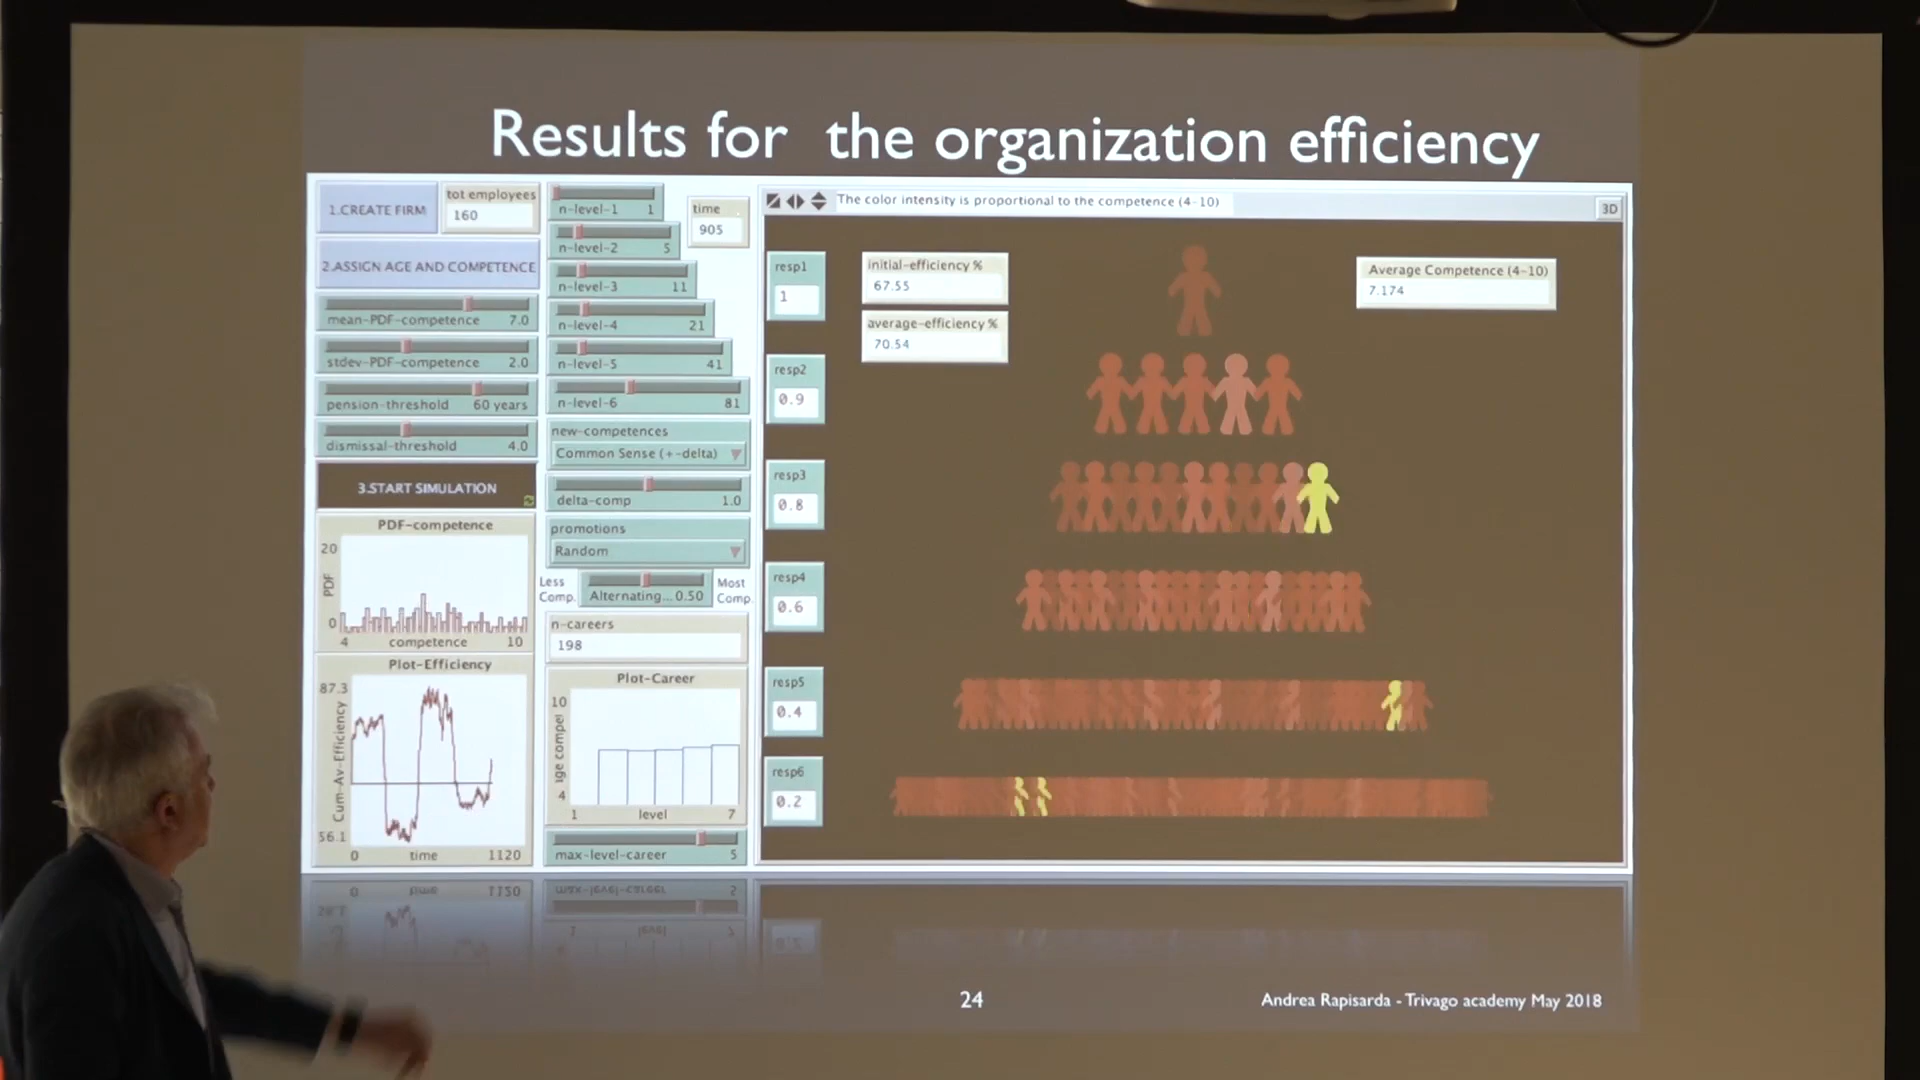 Results for the organization efficiency
1.CREATE FIRM
tot employees
160
2.ASSIGN AGE AND COMPETENCE
mean-PDF-competence 7.0
stdev-PDF-competence 2.0
pension-threshold 60 years
dismissal-threshold 4.0
3.START SIMULATION
PDF-competence
20
PDF
0
4 competence 10
Plot-Efficiency
87.3
Cum-Av-Efficiency
56.1
0 time 1120
n-level-1 1
n-level-2 5
n-level-3 11
n-level-4 21
n-level-5 41
n-level-6 81
time
905
new-competences
Common Sense (+-delta)
delta-comp 1.0
promotions
Random
Less Comp.
Alternating... 0.50
Most Comp.
n-careers
198
Plot-Career
10
ige compel
4
1 level 7
max-level-career 5
The color intensity is proportional to the competence (4-10)
3D
resp1
1
resp2
0.9
resp3
0.8
resp4
0.6
resp5
0.4
resp6
0.2
initial-efficiency %
67.55
average-efficiency %
70.54
Average Competence (4-10)
7.174
24
Andrea Rapisarda - Trivago academy May 2018